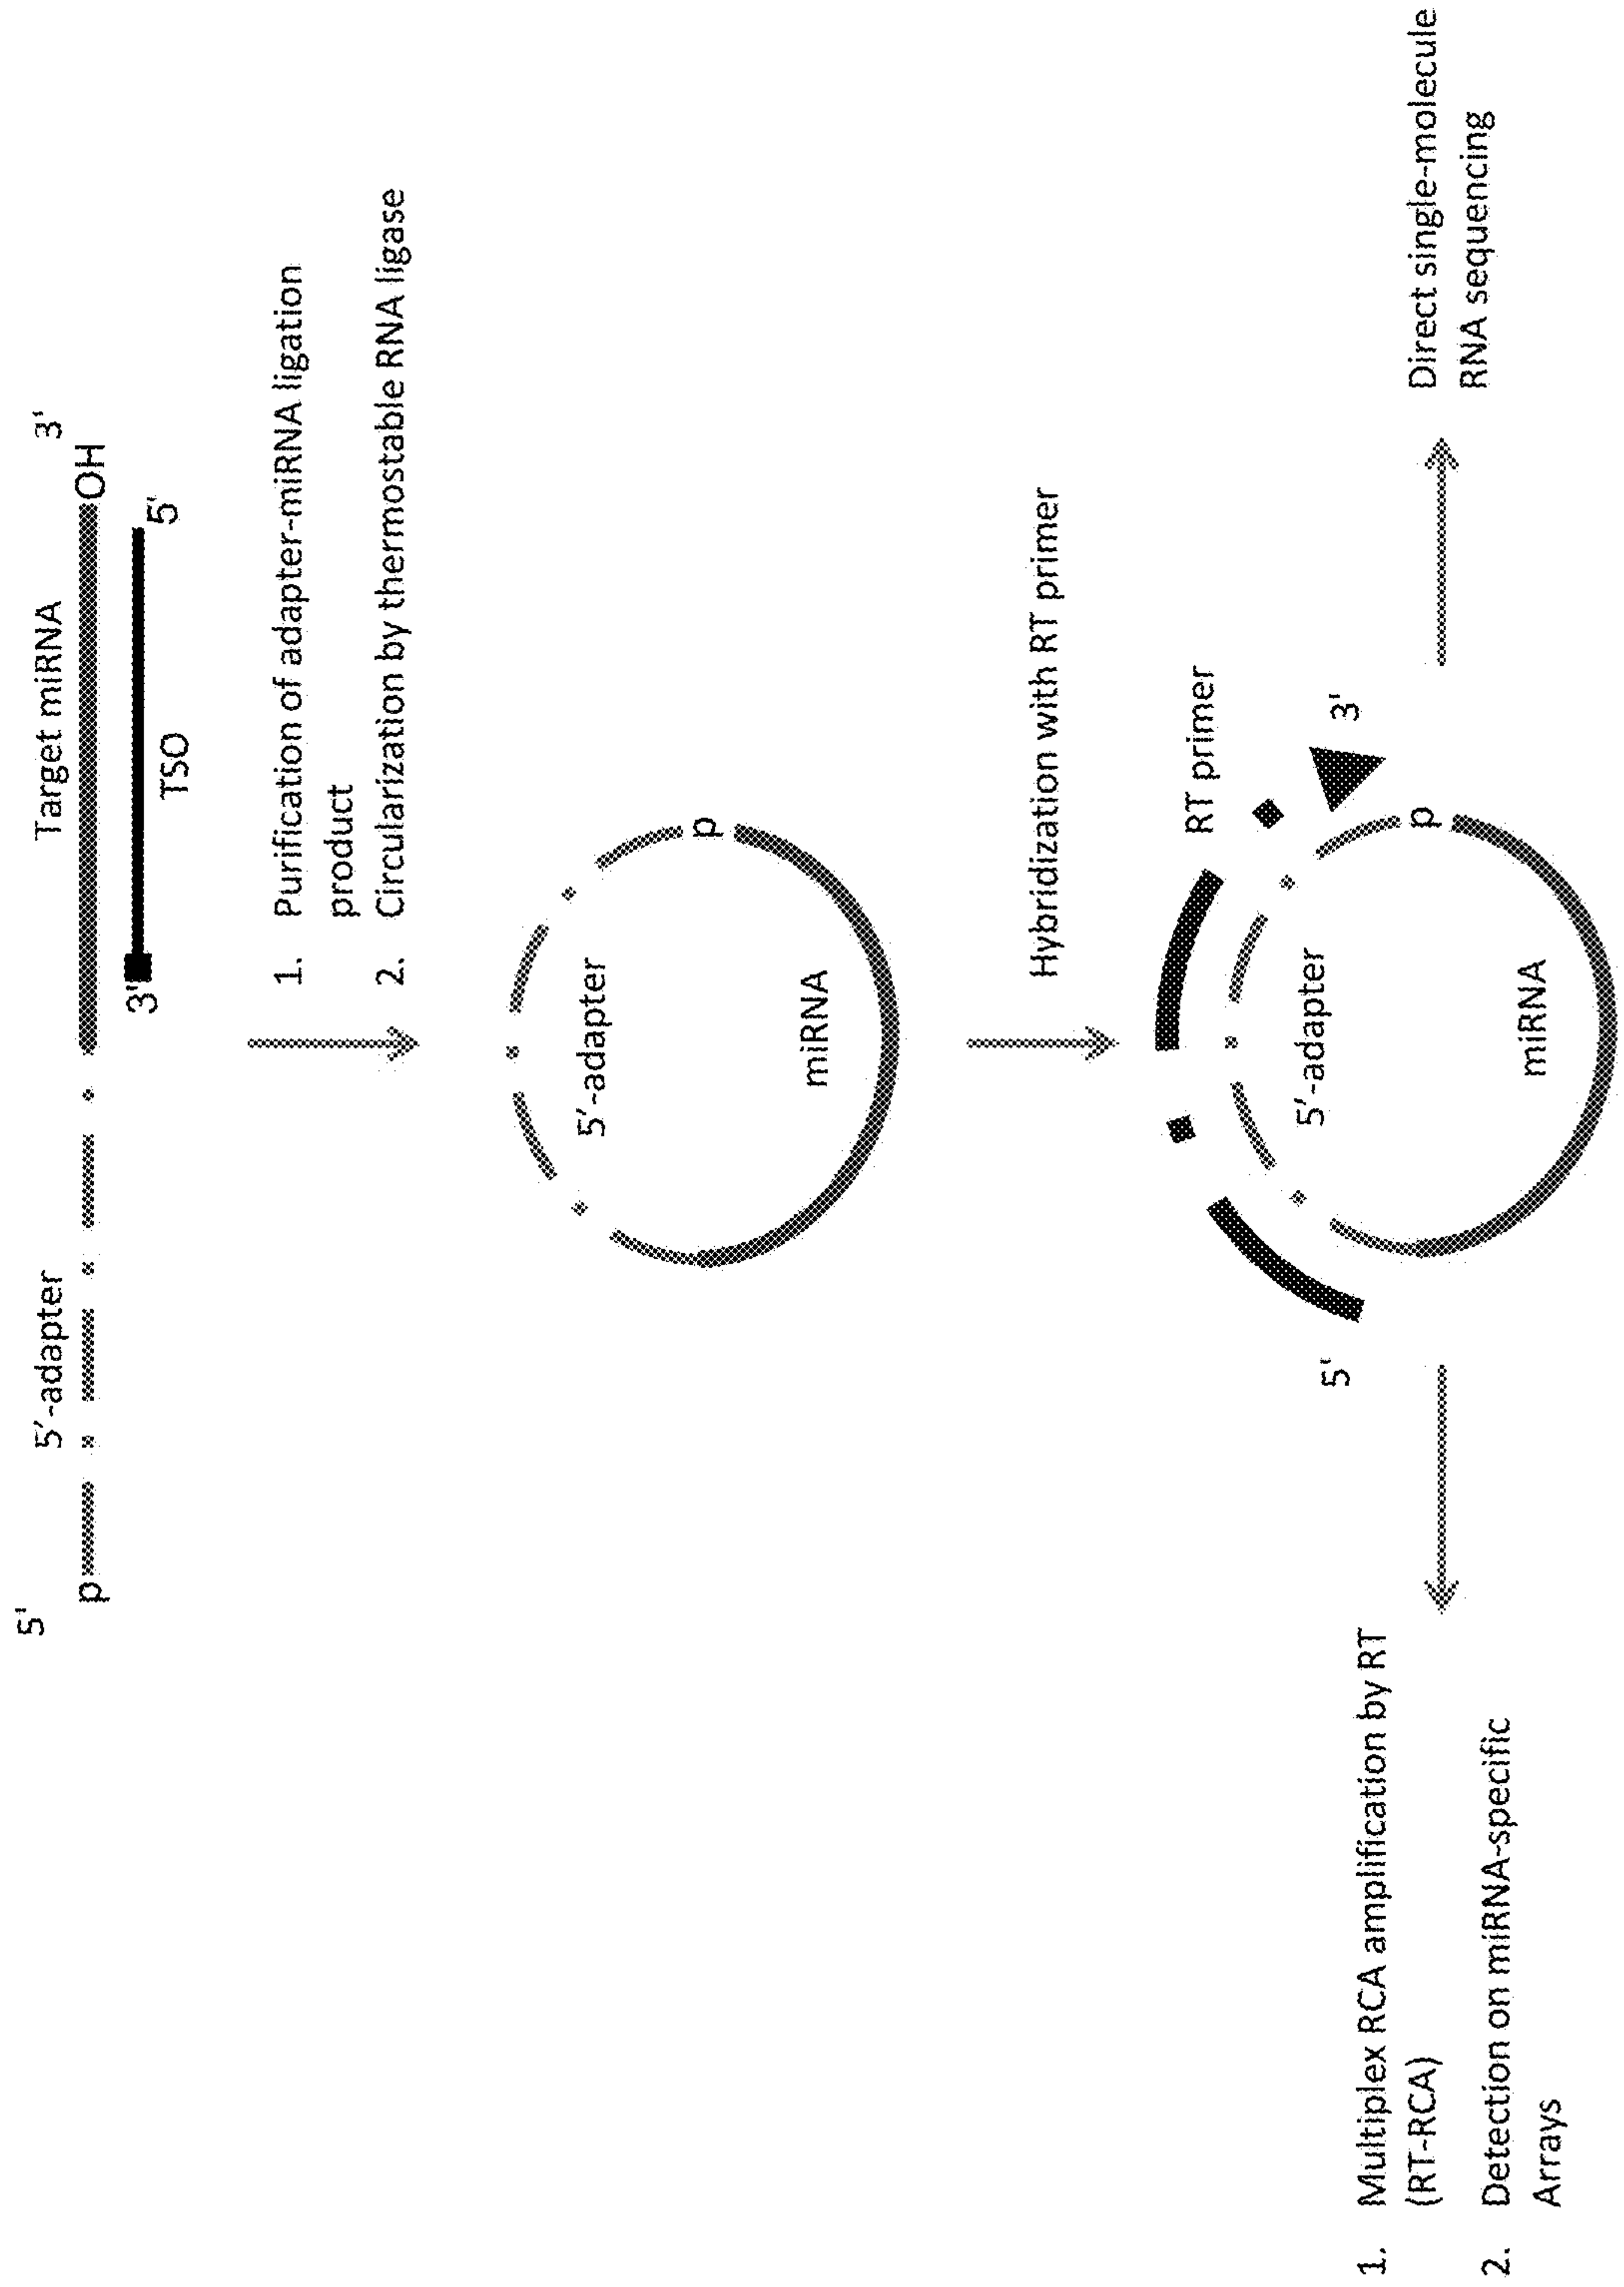 5'
5'-adapter
Target miRNA
3'
p
OH
3'
5'
TSO
1. Purification of adapter-miRNA ligation
product
2. Circularization by thermostable RNA ligase
5'-adapter
p
miRNA
Hybridization with RT primer
RT primer
5'
3'
5'-adapter
p
miRNA
1. Multiplex RCA amplification by RT
(RT-RCA)
2. Detection on miRNA-specific
Arrays
Direct single-molecule
RNA sequencing